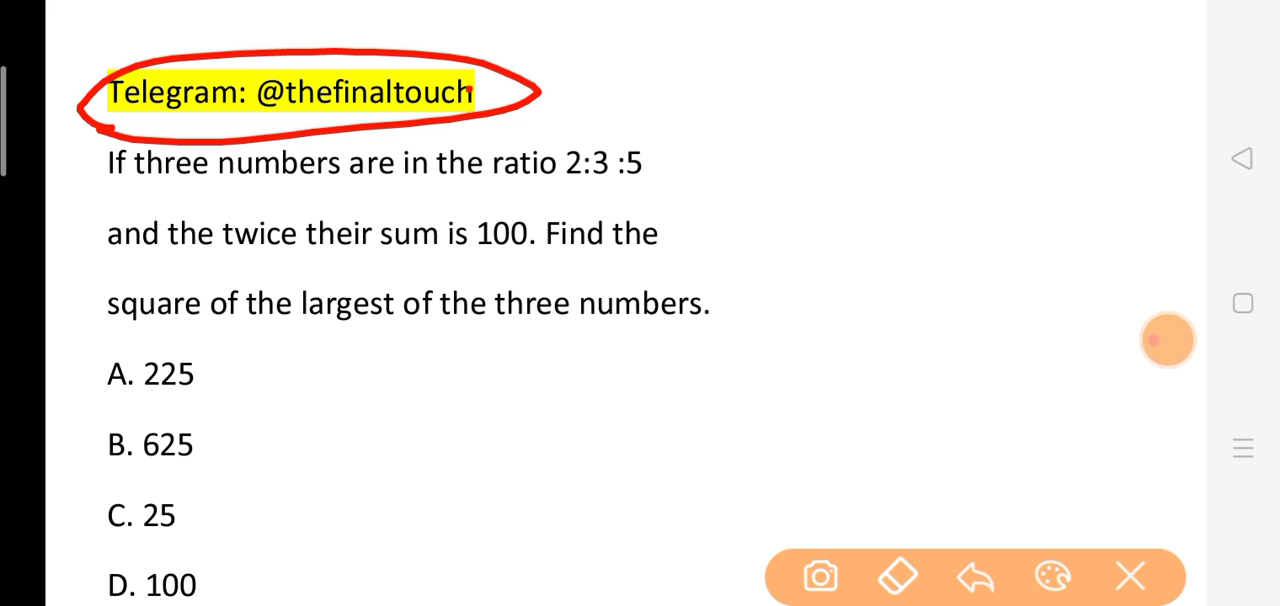 Telegram: @thefinaltouch
If three numbers are in the ratio 2:3 :5
and the twice their sum is 100. Find the
square of the largest of the three numbers.
A. 225
B. 625
C. 25
D. 100